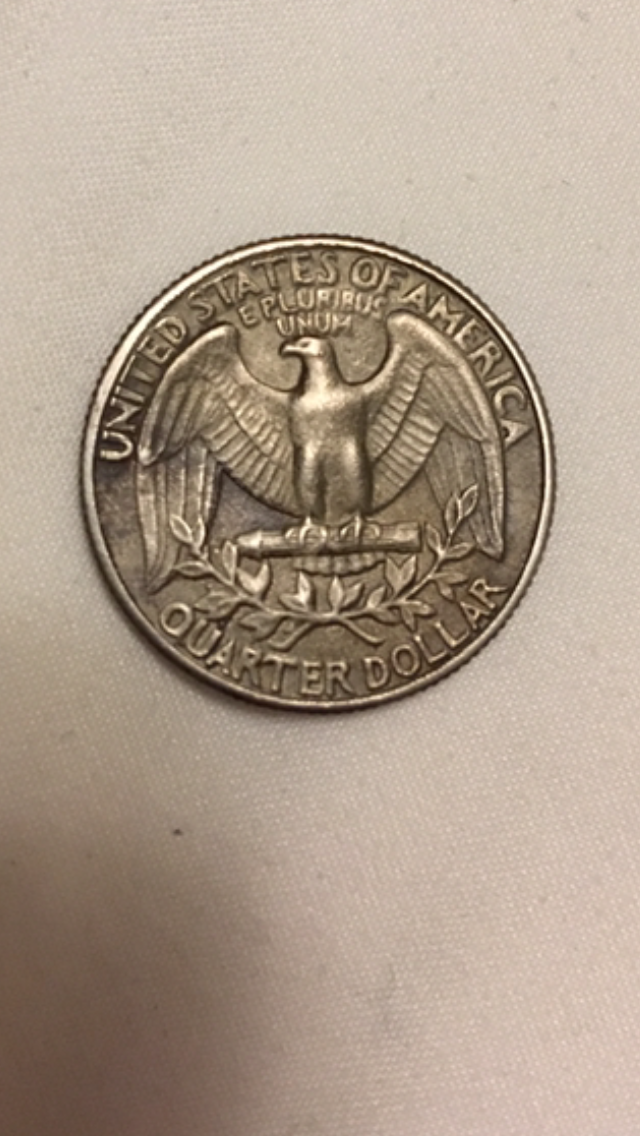 UNITED STATES OF AMERICA
E PLURIBUS
UNUM
QUARTER DOLLAR